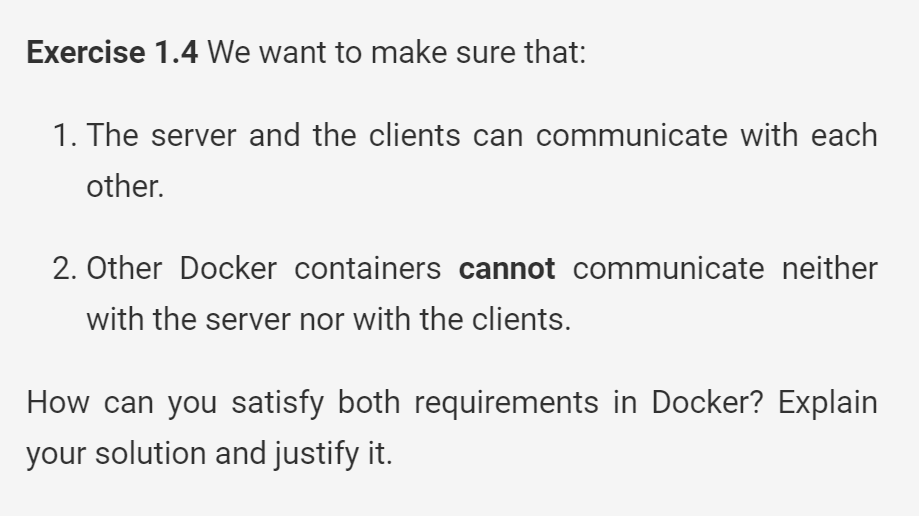 Exercise 1.4 We want to make sure that:
1. The server and the clients can communicate with each
other.
2. Other Docker containers cannot communicate neither
with the server nor with the clients.
How can you satisfy both requirements in Docker? Explain
your solution and justify it.